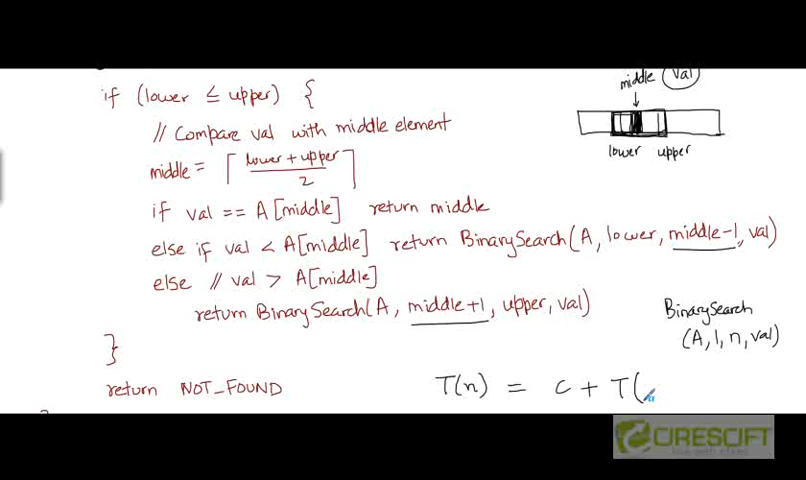 if (lower ≤ upper) {
// Compare val with middle element
middle = ⌈ lower + upper / 2 ⌉
if val == A[middle] return middle
else if val < A[middle] return BinarySearch(A, lower, middle-1, val)
else // val > A[middle]
return BinarySearch(A, middle+1, upper, val)
}
return NOT_FOUND
middle val
lower upper
BinarySearch
(A, 1, n, val)
T(n) = c + T(
CIRESCIFT